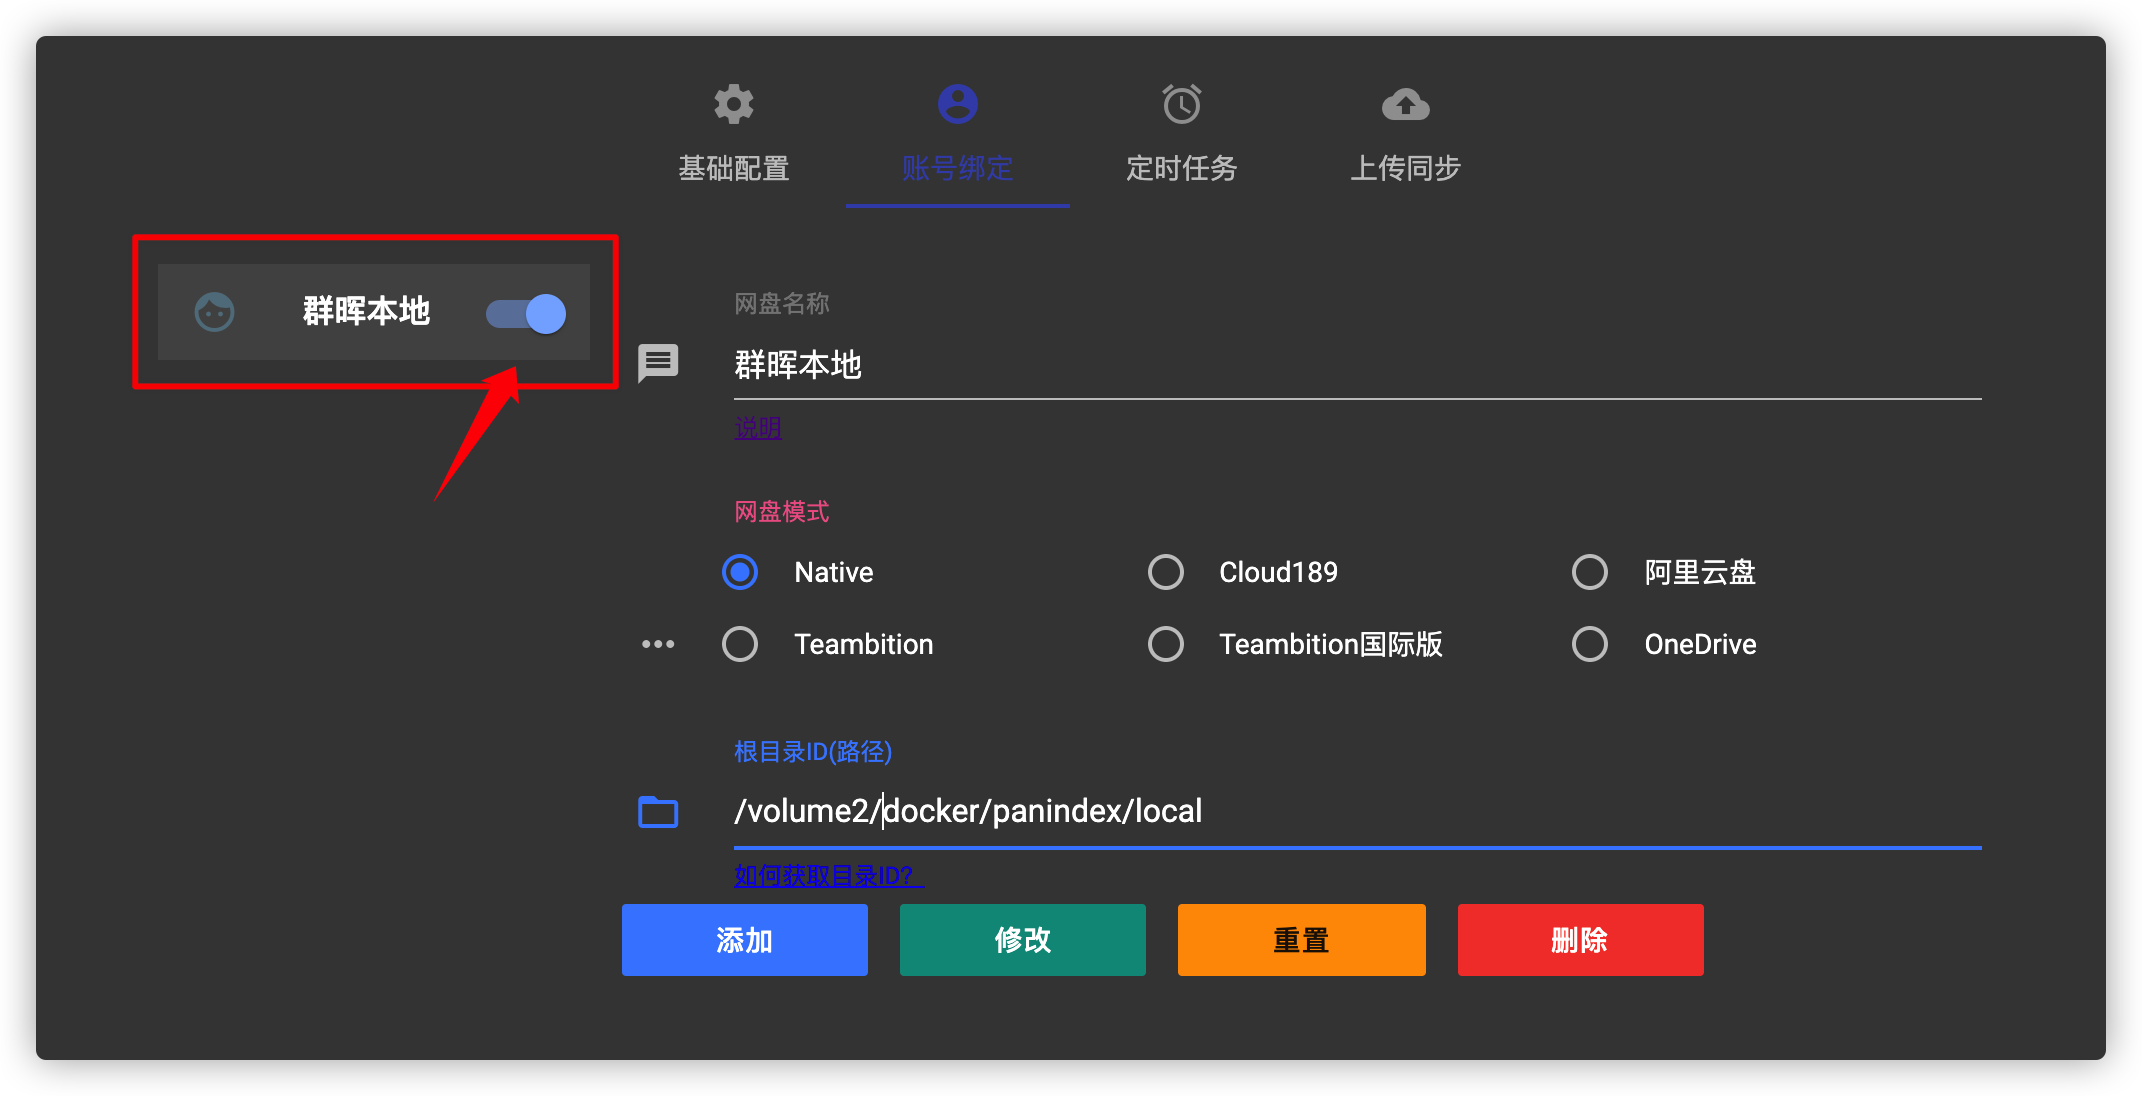 基础配置
账号绑定
定时任务
上传同步
群晖本地
网盘名称
群晖本地
说明
网盘模式
Native
Cloud189
阿里云盘
Teambition
Teambition国际版
OneDrive
根目录ID(路径)
/volume2/docker/panindex/local
如何获取目录ID?
添加
修改
重置
删除